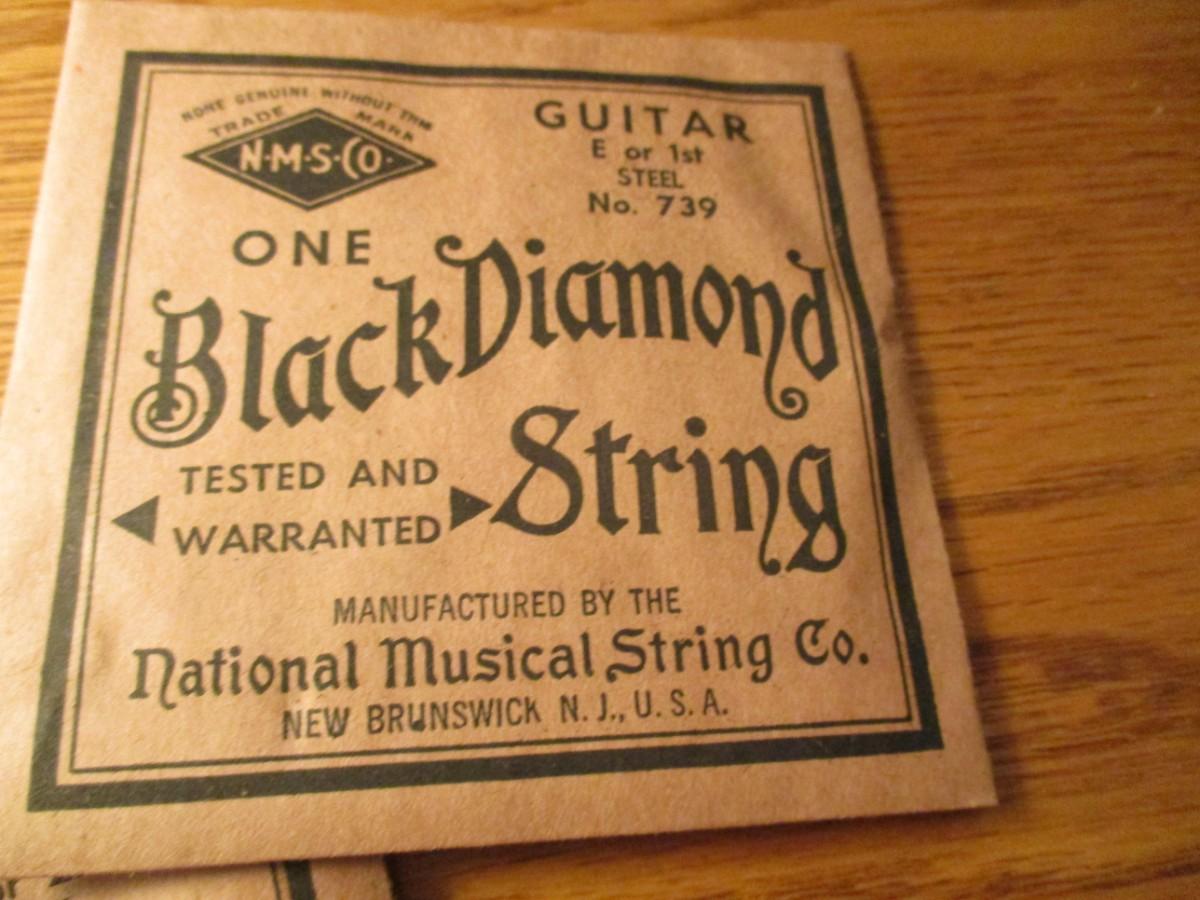 NONE GENUINE WITHOUT THIS
TRADE MARK
N·M·S·CO·
GUITAR
E or 1st
STEEL
No. 739
ONE
Black Diamond
String
TESTED AND
WARRANTED
MANUFACTURED BY THE
National Musical String Co.
NEW BRUNSWICK N. J., U. S. A.